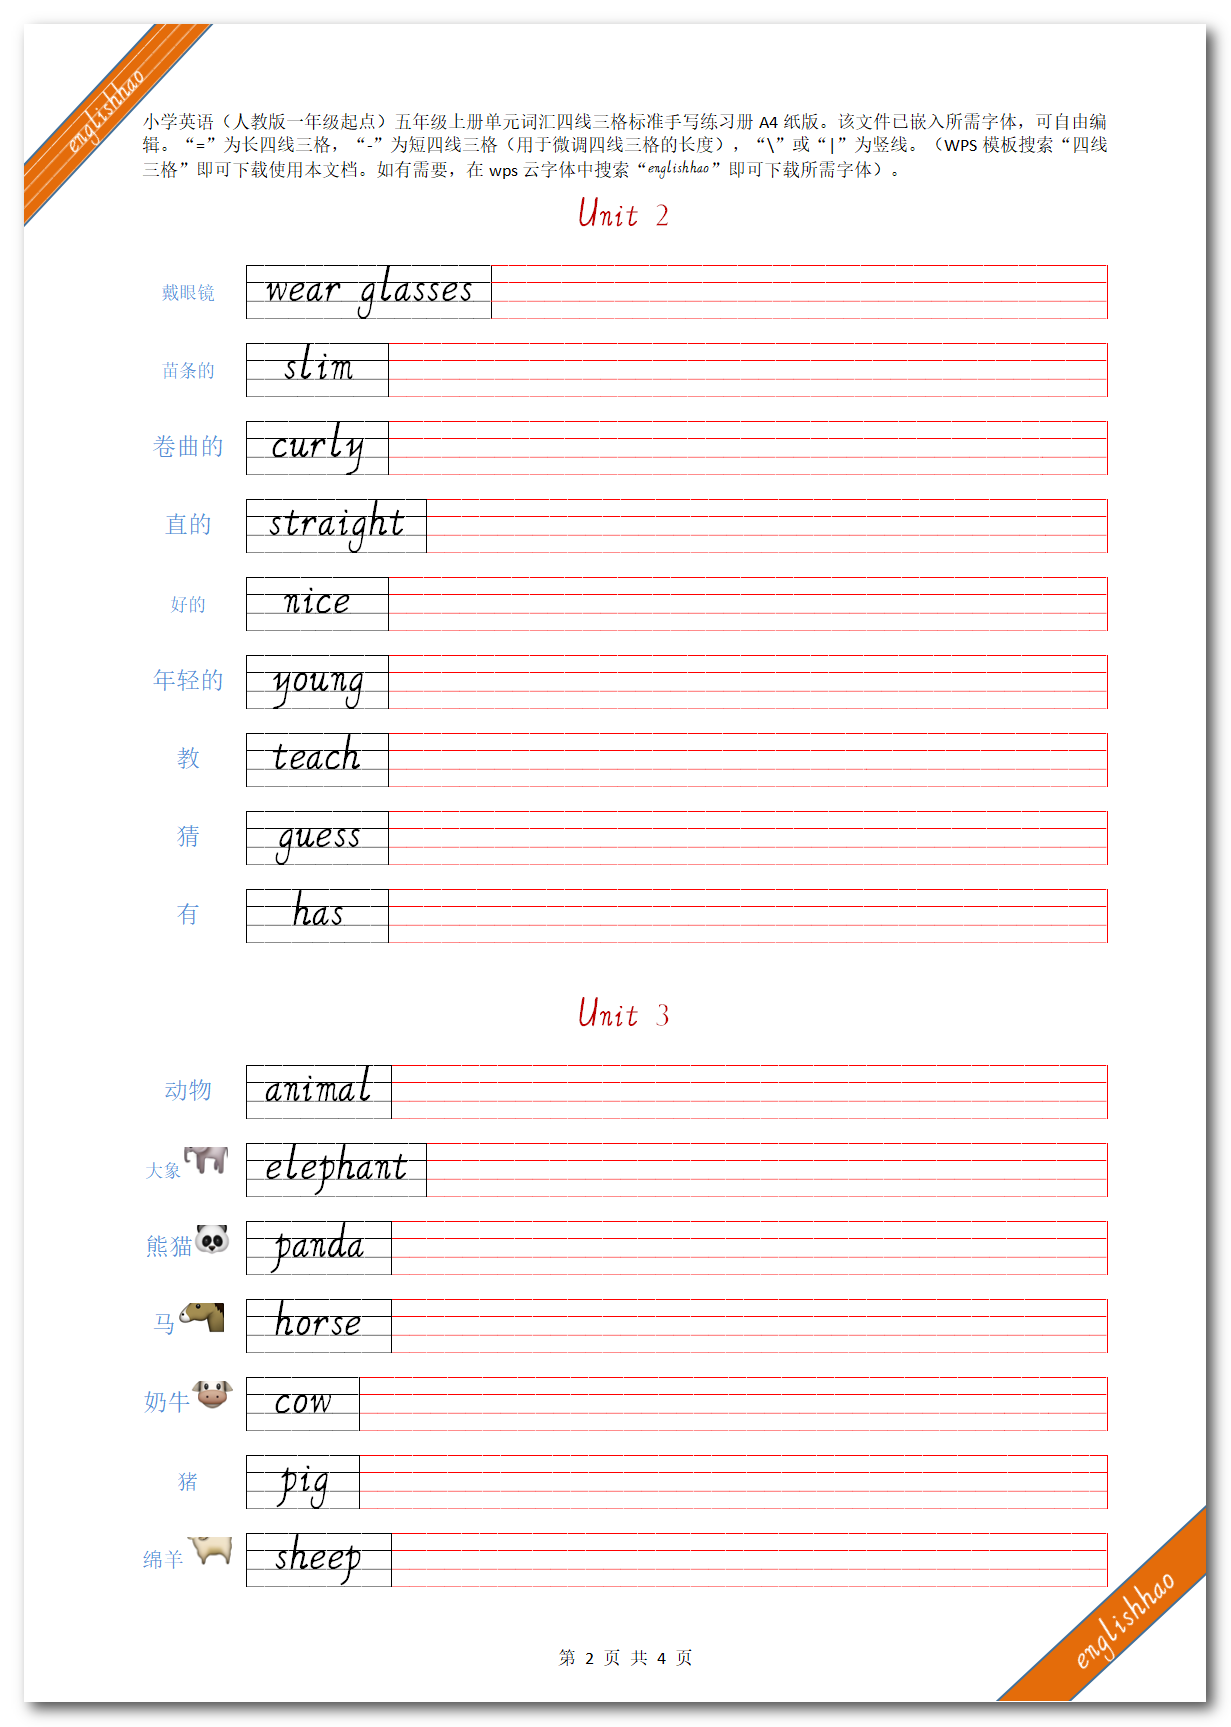 englishhao
小学英语（人教版一年级起点）五年级上册单元词汇四线三格标准手写练习册 A4 纸版。该文件已嵌入所需字体，可自由编
辑。“=”为长四线三格，“-”为短四线三格（用于微调四线三格的长度），“\”或“|”为竖线。（WPS 模板搜索“四线
三格”即可下载使用本文档。如有需要，在 wps 云字体中搜索“englishhao”即可下载所需字体）。
Unit 2
戴眼镜 wear glasses
苗条的 slim
卷曲的 curly
直的 straight
好的 nice
年轻的 young
教 teach
猜 guess
有 has
Unit 3
动物 animal
大象 elephant
熊猫 panda
马 horse
奶牛 cow
猪 pig
绵羊 sheep
第 2 页 共 4 页
englishhao